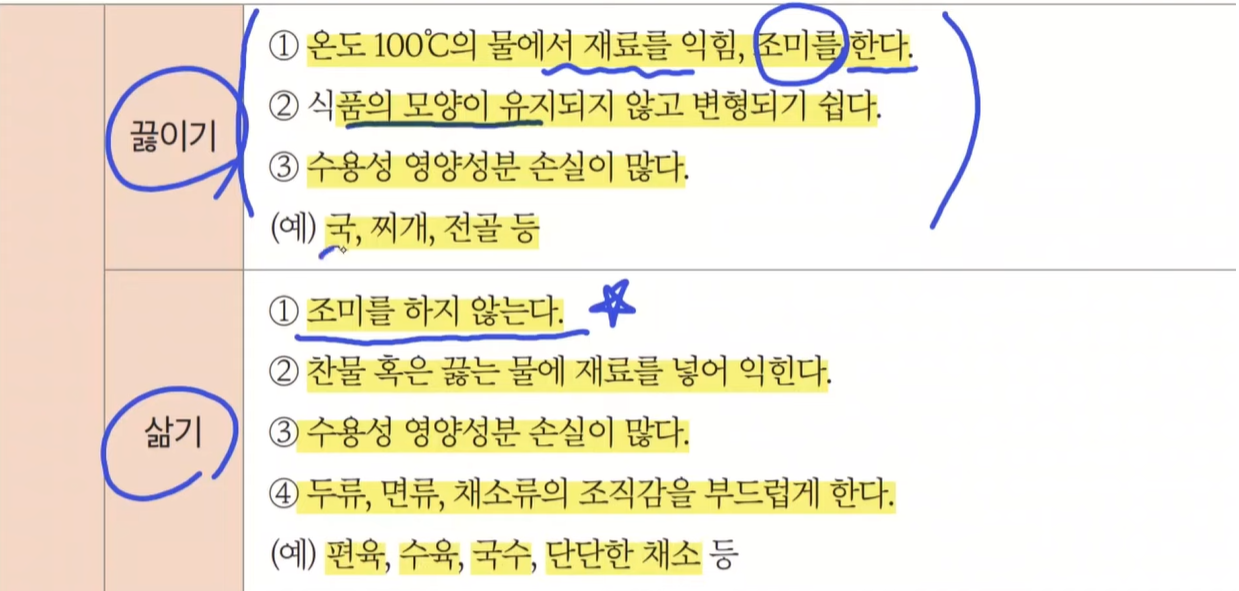 끓이기
① 온도 100℃의 물에서 재료를 익힘, 조미를 한다.
② 식품의 모양이 유지되지 않고 변형되기 쉽다.
③ 수용성 영양성분 손실이 많다.
(예) 국, 찌개, 전골 등
삶기
① 조미를 하지 않는다.
② 찬물 혹은 끓는 물에 재료를 넣어 익힌다.
③ 수용성 영양성분 손실이 많다.
④ 두류, 면류, 채소류의 조직감을 부드럽게 한다.
(예) 편육, 수육, 국수, 단단한 채소 등